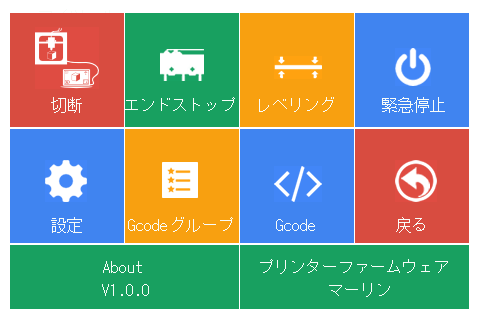 切断
エンドストップ
レベリング
緊急停止
設定
Gcodeグループ
Gcode
戻る
About
V1.0.0
プリンターファームウェア
マーリン